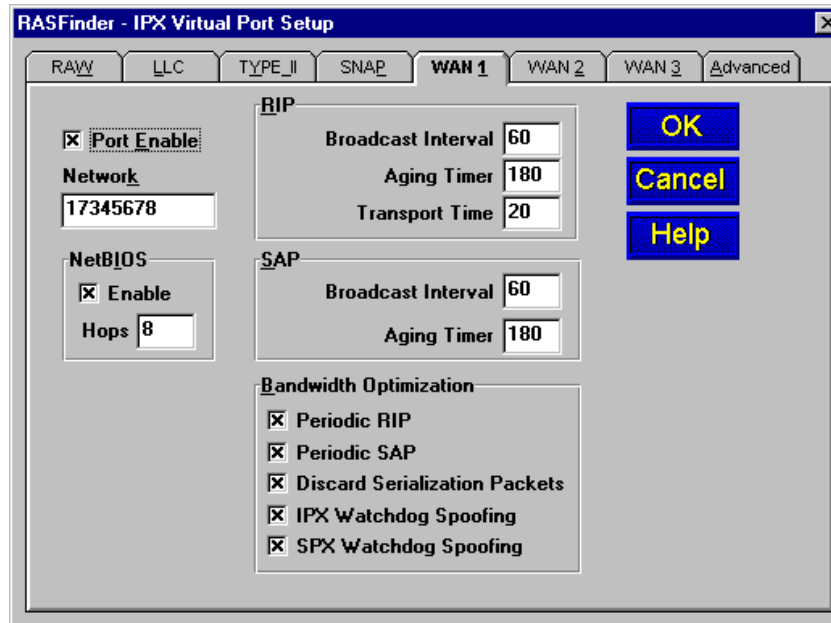 RASFinder - IPX Virtual Port Setup
RAW LLC TYPE_II SNAP WAN 1 WAN 2 WAN 3 Advanced
Port Enable
Network
17345678
NetBIOS
Enable
Hops 8
RIP
Broadcast Interval 60
Aging Timer 180
Transport Time 20
SAP
Broadcast Interval 60
Aging Timer 180
Bandwidth Optimization
Periodic RIP
Periodic SAP
Discard Serialization Packets
IPX Watchdog Spoofing
SPX Watchdog Spoofing
OK
Cancel
Help